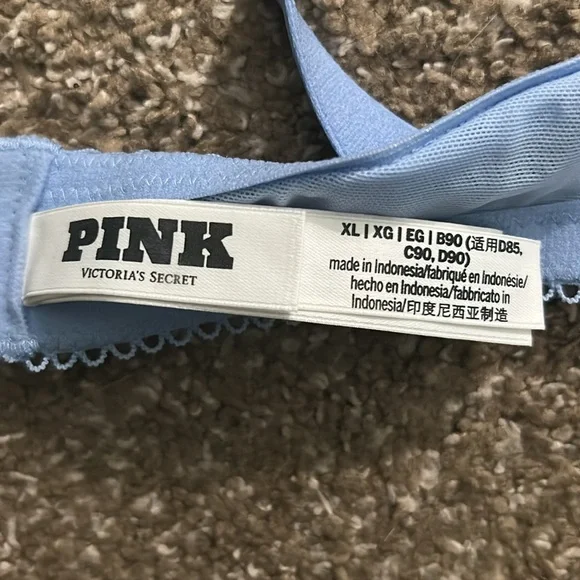 PINK
VICTORIA'S SECRET
XL | XG | EG | B90 (适用D85,
C90, D90)
made in Indonesia/fabriqué en Indonésie/
hecho en Indonesia/fabbricato in
Indonesia/印度尼西亚制造